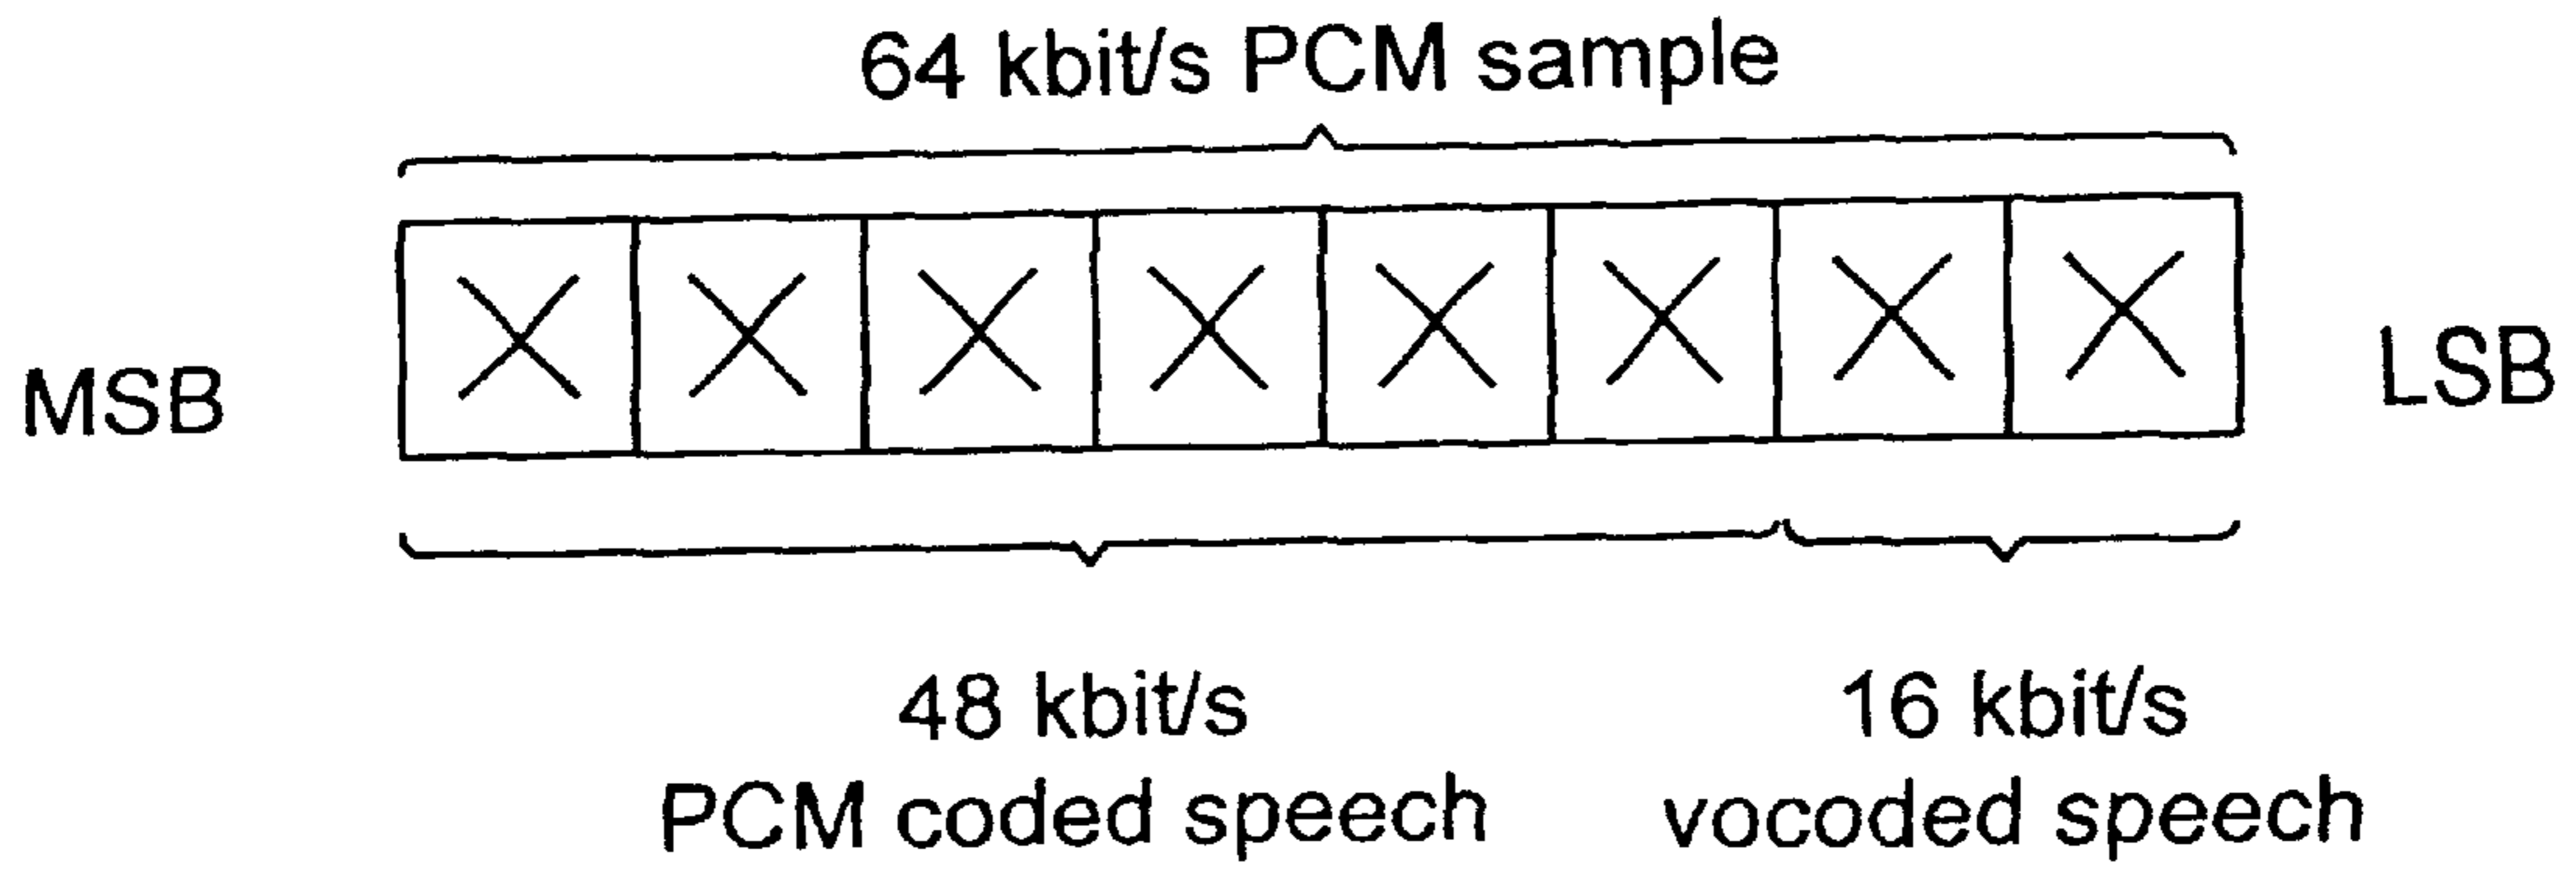 64 kbit/s PCM sample
MSB
LSB
48 kbit/s
PCM coded speech
16 kbit/s
vocoded speech